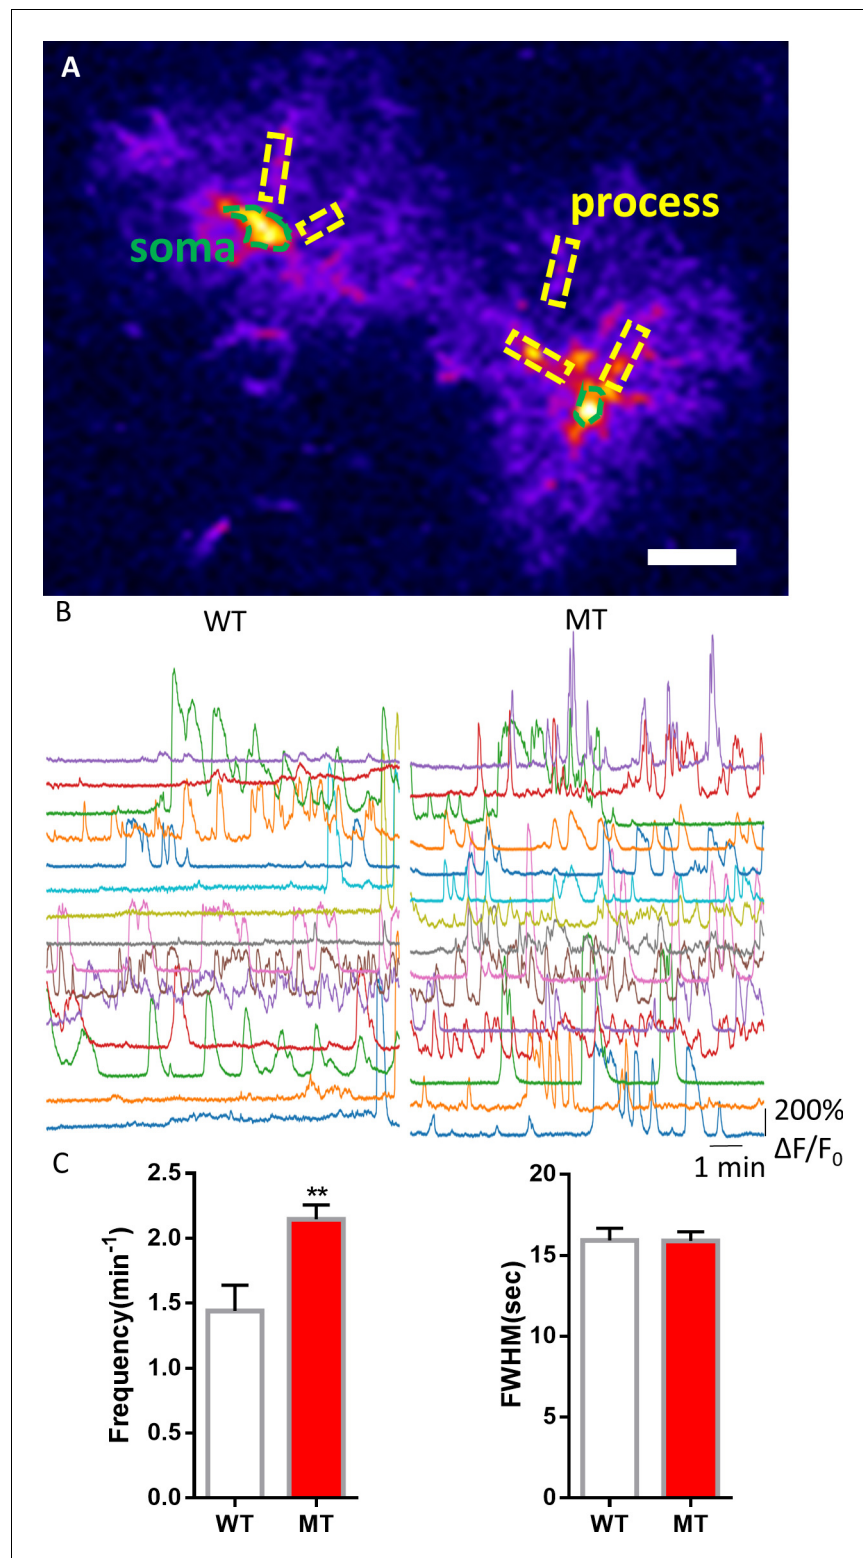 A
process
soma
B
WT
MT
200%
ΔF/F0
1 min
C
2.5
2.0
1.5
1.0
0.5
0.0
Frequency(min-1)
**
WT
MT
20
15
10
5
0
FWHM(sec)
WT
MT